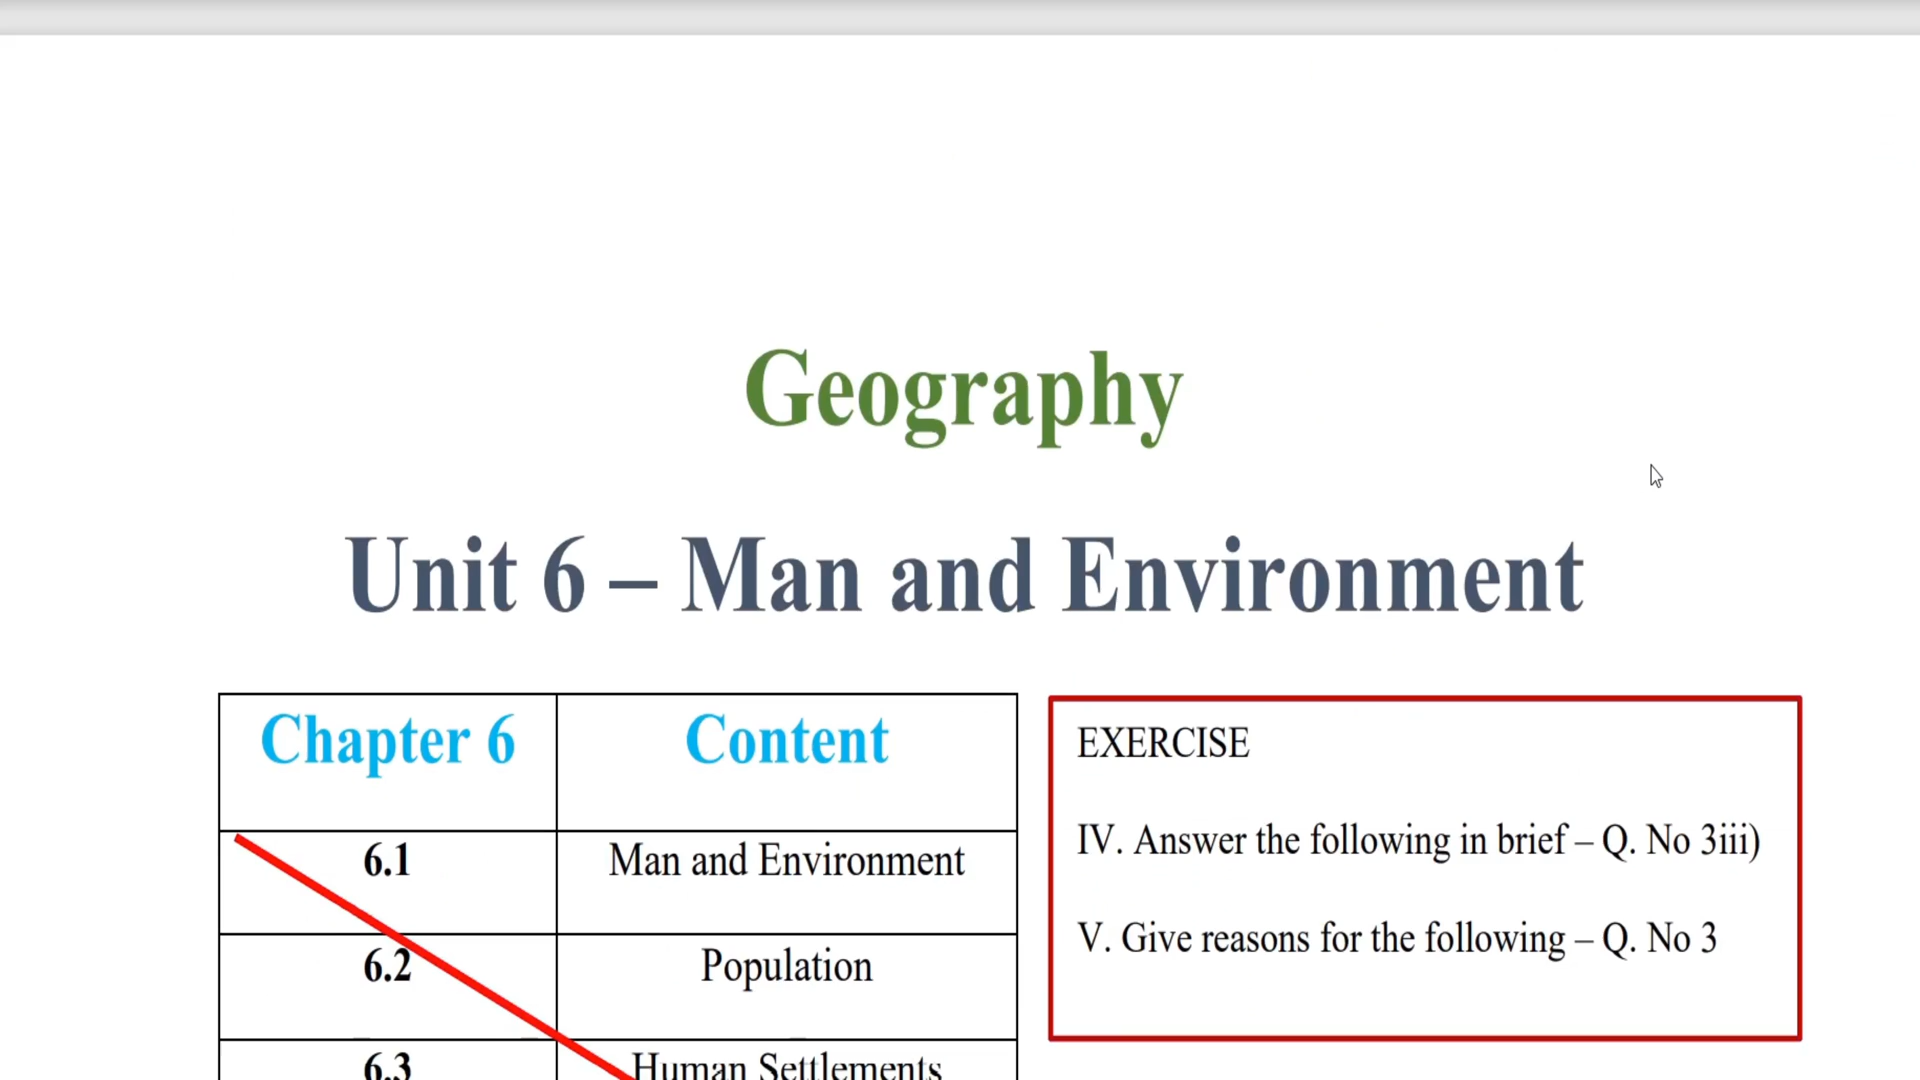 Geography
Unit 6 – Man and Environment
Chapter 6 Content
6.1 Man and Environment
6.2 Population
6.3 Human Settlements
EXERCISE
IV. Answer the following in brief – Q. No 3iii)
V. Give reasons for the following – Q. No 3